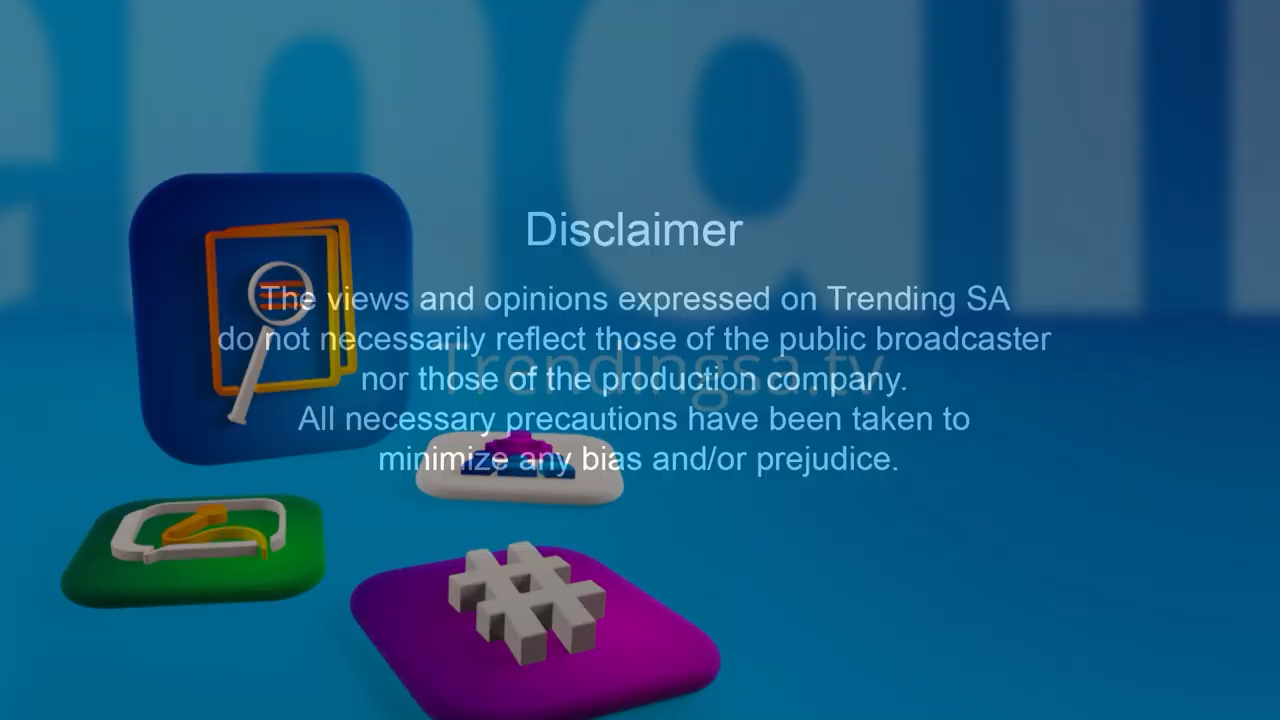 Disclaimer
The views and opinions expressed on Trending SA
do not necessarily reflect those of the public broadcaster
Trendingsa.tv
nor those of the production company.
All necessary precautions have been taken to
minimize any bias and/or prejudice.
#